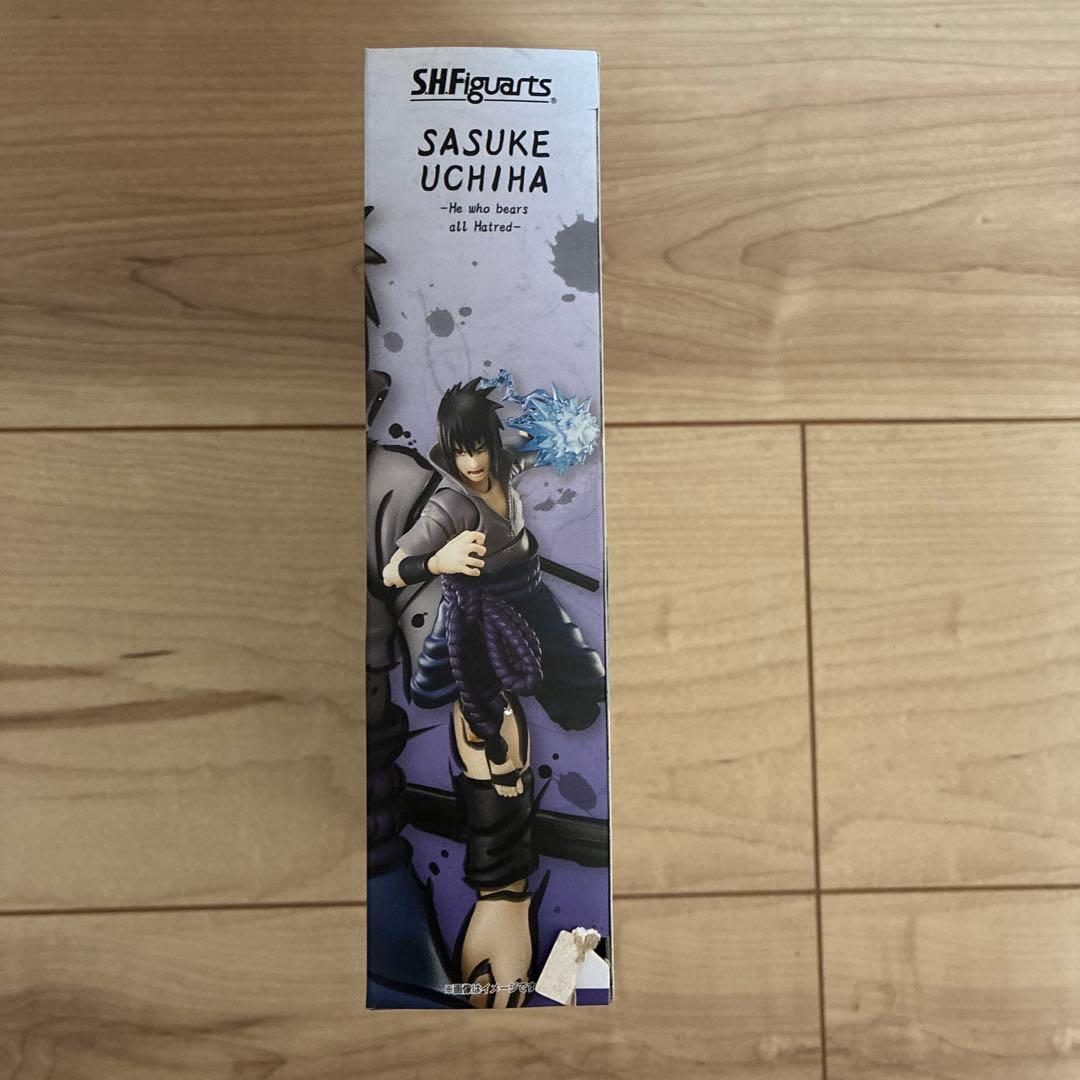 S.H.Figuarts®
SASUKE
UCHIHA
-He who bears
all Hatred-
※画像はイメージです